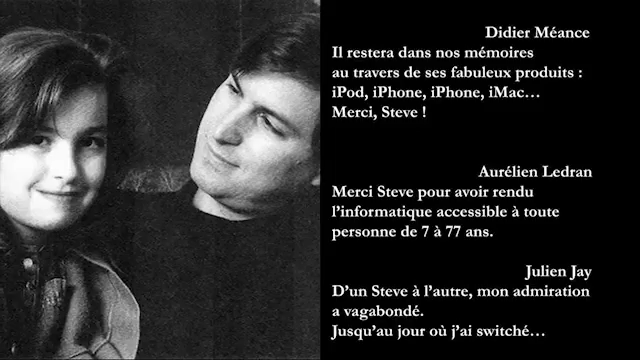 Didier Méance
Il restera dans nos mémoires
au travers de ses fabuleux produits :
iPod, iPhone, iPhone, iMac…
Merci, Steve !
Aurélien Ledran
Merci Steve pour avoir rendu
l’informatique accessible à toute
personne de 7 à 77 ans.
Julien Jay
D’un Steve à l’autre, mon admiration
a vagabondé.
Jusqu’au jour où j’ai switché…